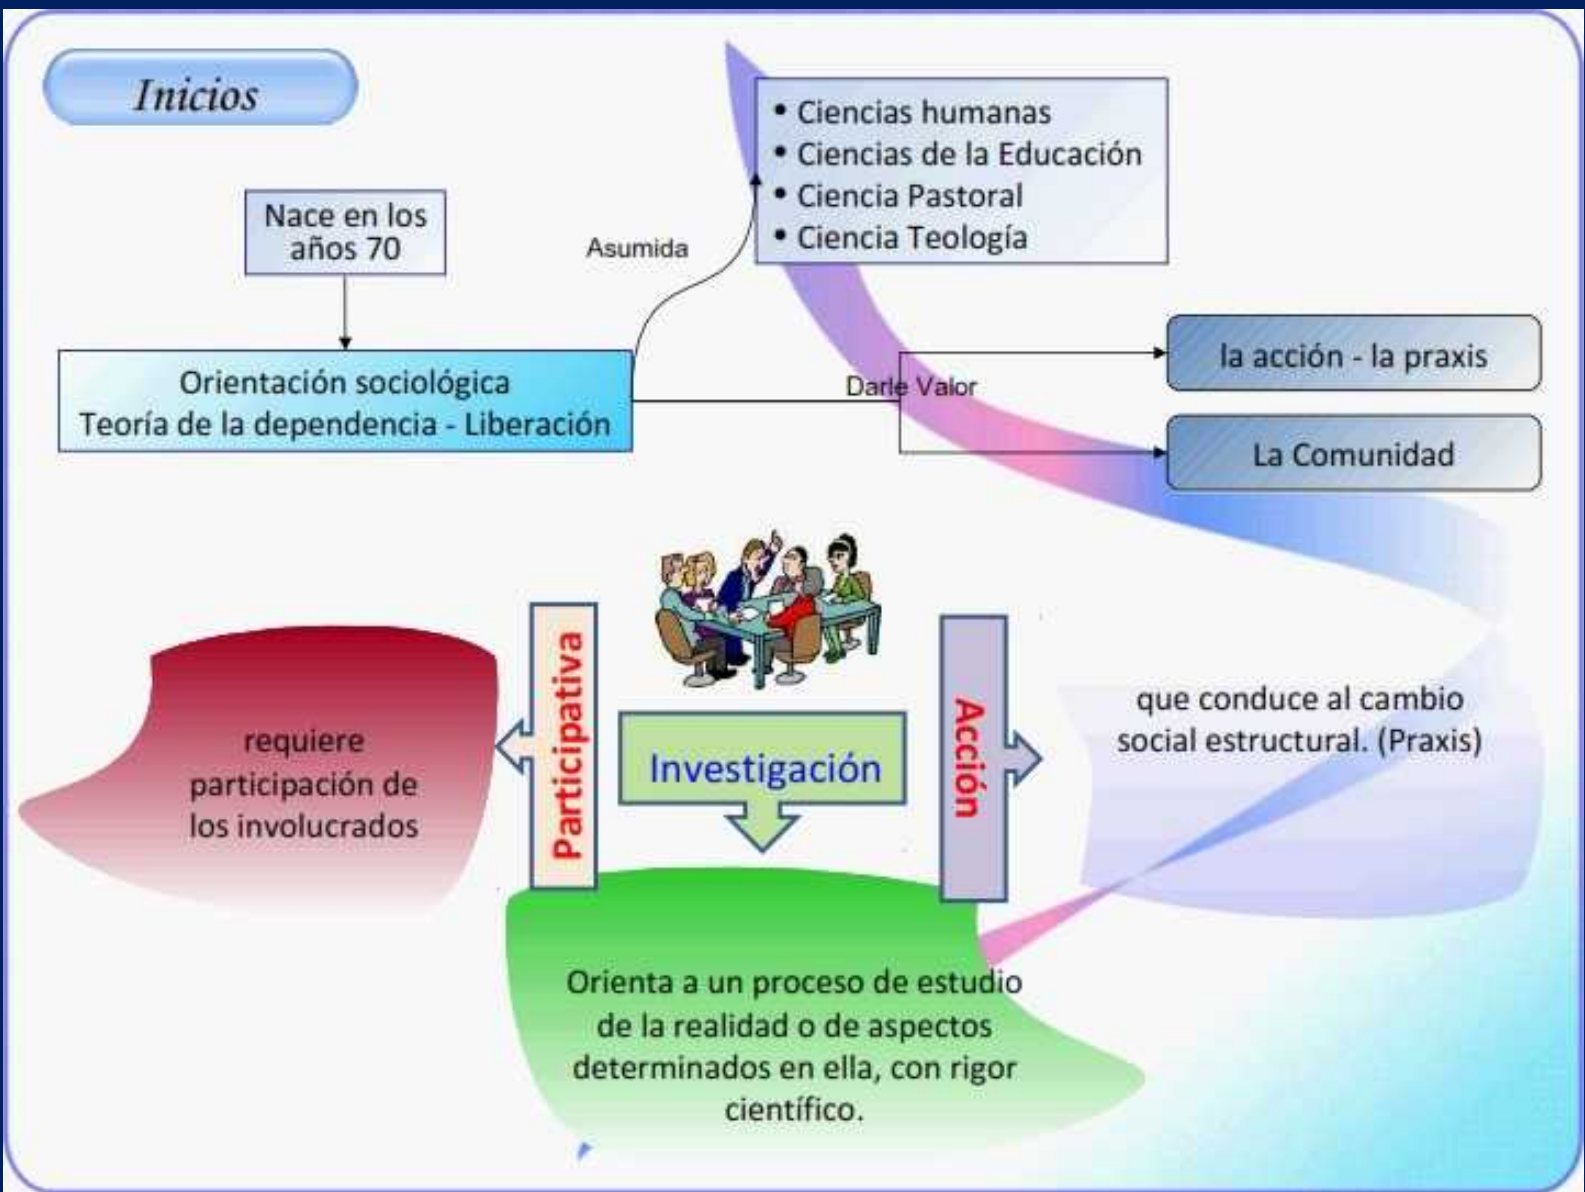 Inicios
Nace en los
años 70
Orientación sociológica
Teoría de la dependencia - Liberación
Asumida
• Ciencias humanas
• Ciencias de la Educación
• Ciencia Pastoral
• Ciencia Teología
Darle Valor
la acción - la praxis
La Comunidad
requiere
participación de
los involucrados
Participativa
Investigación
Acción
que conduce al cambio
social estructural. (Praxis)
Orienta a un proceso de estudio
de la realidad o de aspectos
determinados en ella, con rigor
científico.